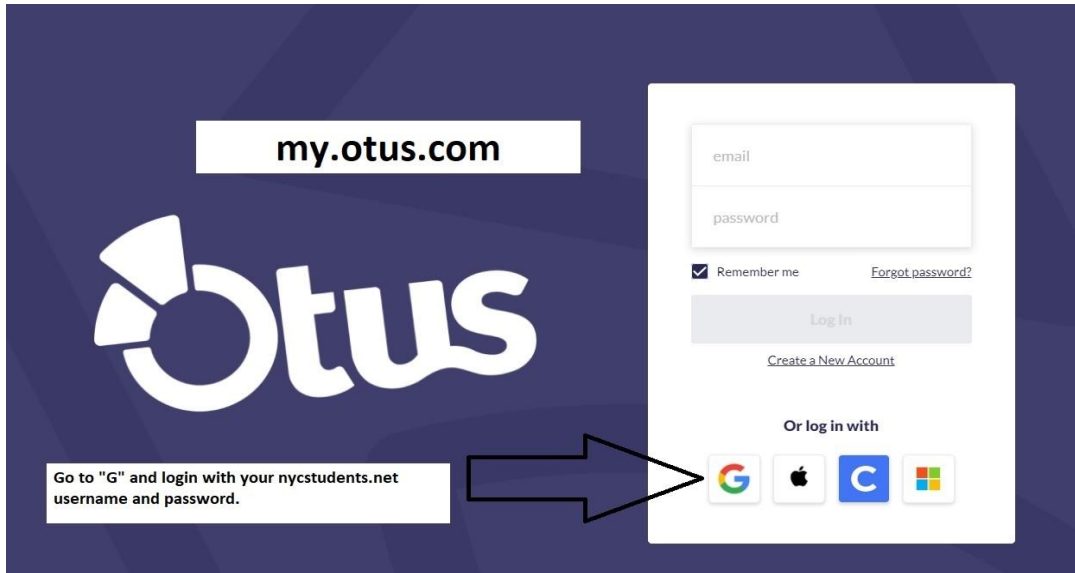 my.otus.com
Otus
Go to "G" and login with your nycstudents.net
username and password.
email
password
Remember me
Forgot password?
Log In
Create a New Account
Or log in with
G
C